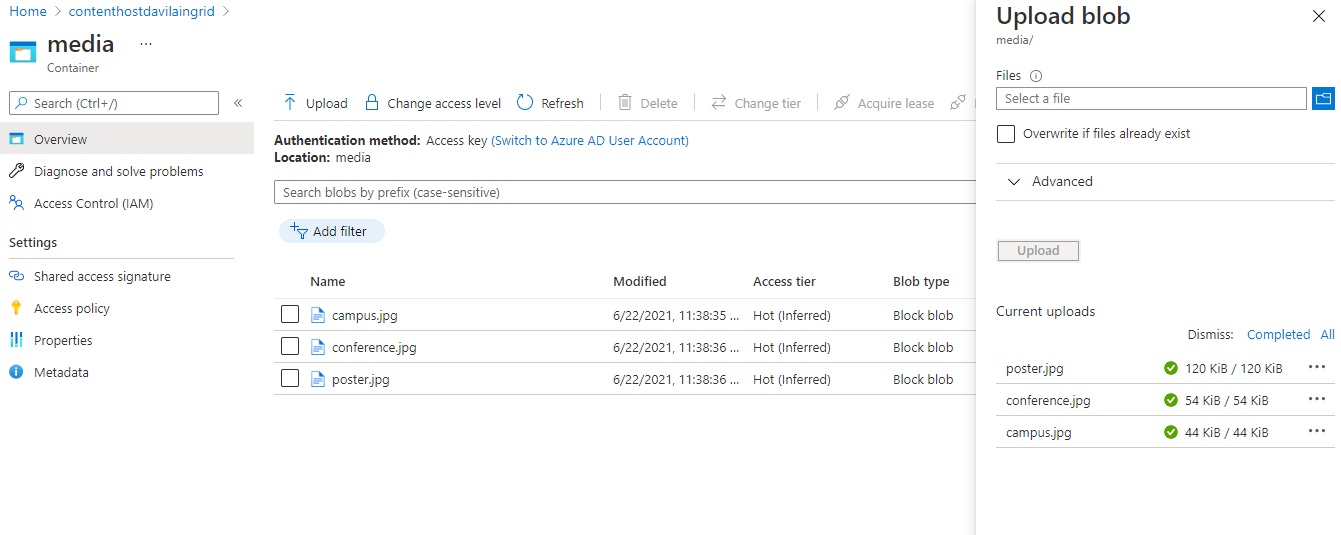 Home > contenthostdavilaingrid >
media ...
Container
Search (Ctrl+/)
«
Overview
Diagnose and solve problems
Access Control (IAM)
Settings
Shared access signature
Access policy
Properties
Metadata
Upload Change access level Refresh Delete Change tier Acquire lease
Authentication method: Access key (Switch to Azure AD User Account)
Location: media
Search blobs by prefix (case-sensitive)
Add filter
Name Modified Access tier Blob type
campus.jpg 6/22/2021, 11:38:35 ... Hot (Inferred) Block blob
conference.jpg 6/22/2021, 11:38:36 ... Hot (Inferred) Block blob
poster.jpg 6/22/2021, 11:38:36 ... Hot (Inferred) Block blob
Upload blob
media/
Files
Select a file
Overwrite if files already exist
Advanced
Upload
Current uploads
Dismiss: Completed All
poster.jpg 120 KiB / 120 KiB ...
conference.jpg 54 KiB / 54 KiB ...
campus.jpg 44 KiB / 44 KiB ...